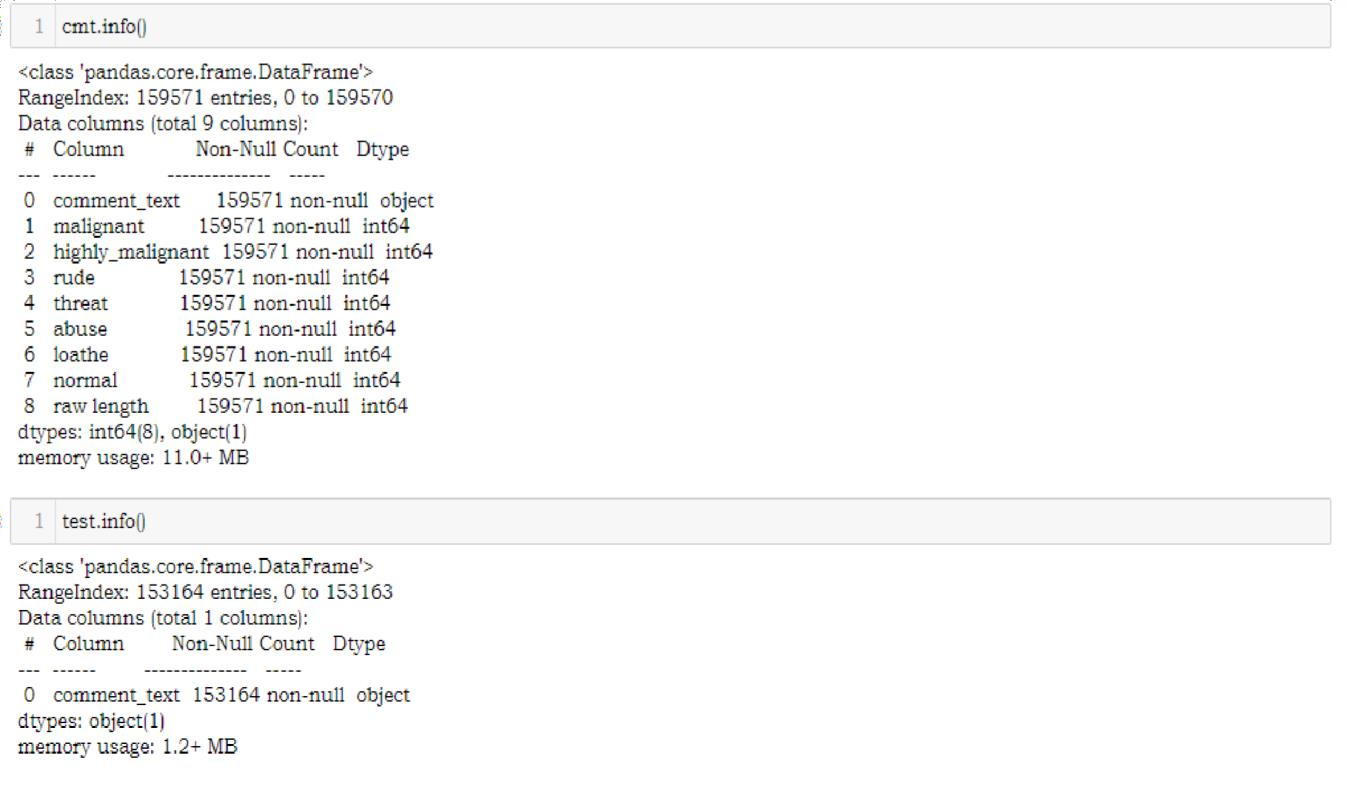 1 cmt.info()
<class 'pandas.core.frame.DataFrame'>
RangeIndex: 159571 entries, 0 to 159570
Data columns (total 9 columns):
# Column Non-Null Count Dtype
--- ------ -------------- -----
0 comment_text 159571 non-null object
1 malignant 159571 non-null int64
2 highly_malignant 159571 non-null int64
3 rude 159571 non-null int64
4 threat 159571 non-null int64
5 abuse 159571 non-null int64
6 loathe 159571 non-null int64
7 normal 159571 non-null int64
8 raw length 159571 non-null int64
dtypes: int64(8), object(1)
memory usage: 11.0+ MB
1 test.info()
<class 'pandas.core.frame.DataFrame'>
RangeIndex: 153164 entries, 0 to 153163
Data columns (total 1 columns):
# Column Non-Null Count Dtype
--- ------ -------------- -----
0 comment_text 153164 non-null object
dtypes: object(1)
memory usage: 1.2+ MB